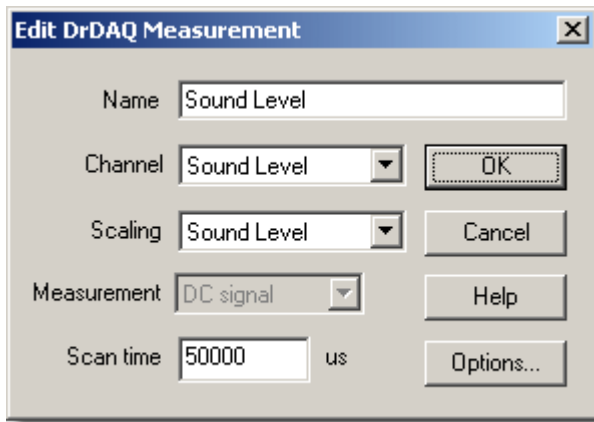 Edit DrDAQ Measurement
Name Sound Level
Channel Sound Level OK
Scaling Sound Level Cancel
Measurement DC signal Help
Scan time 50000 us Options...